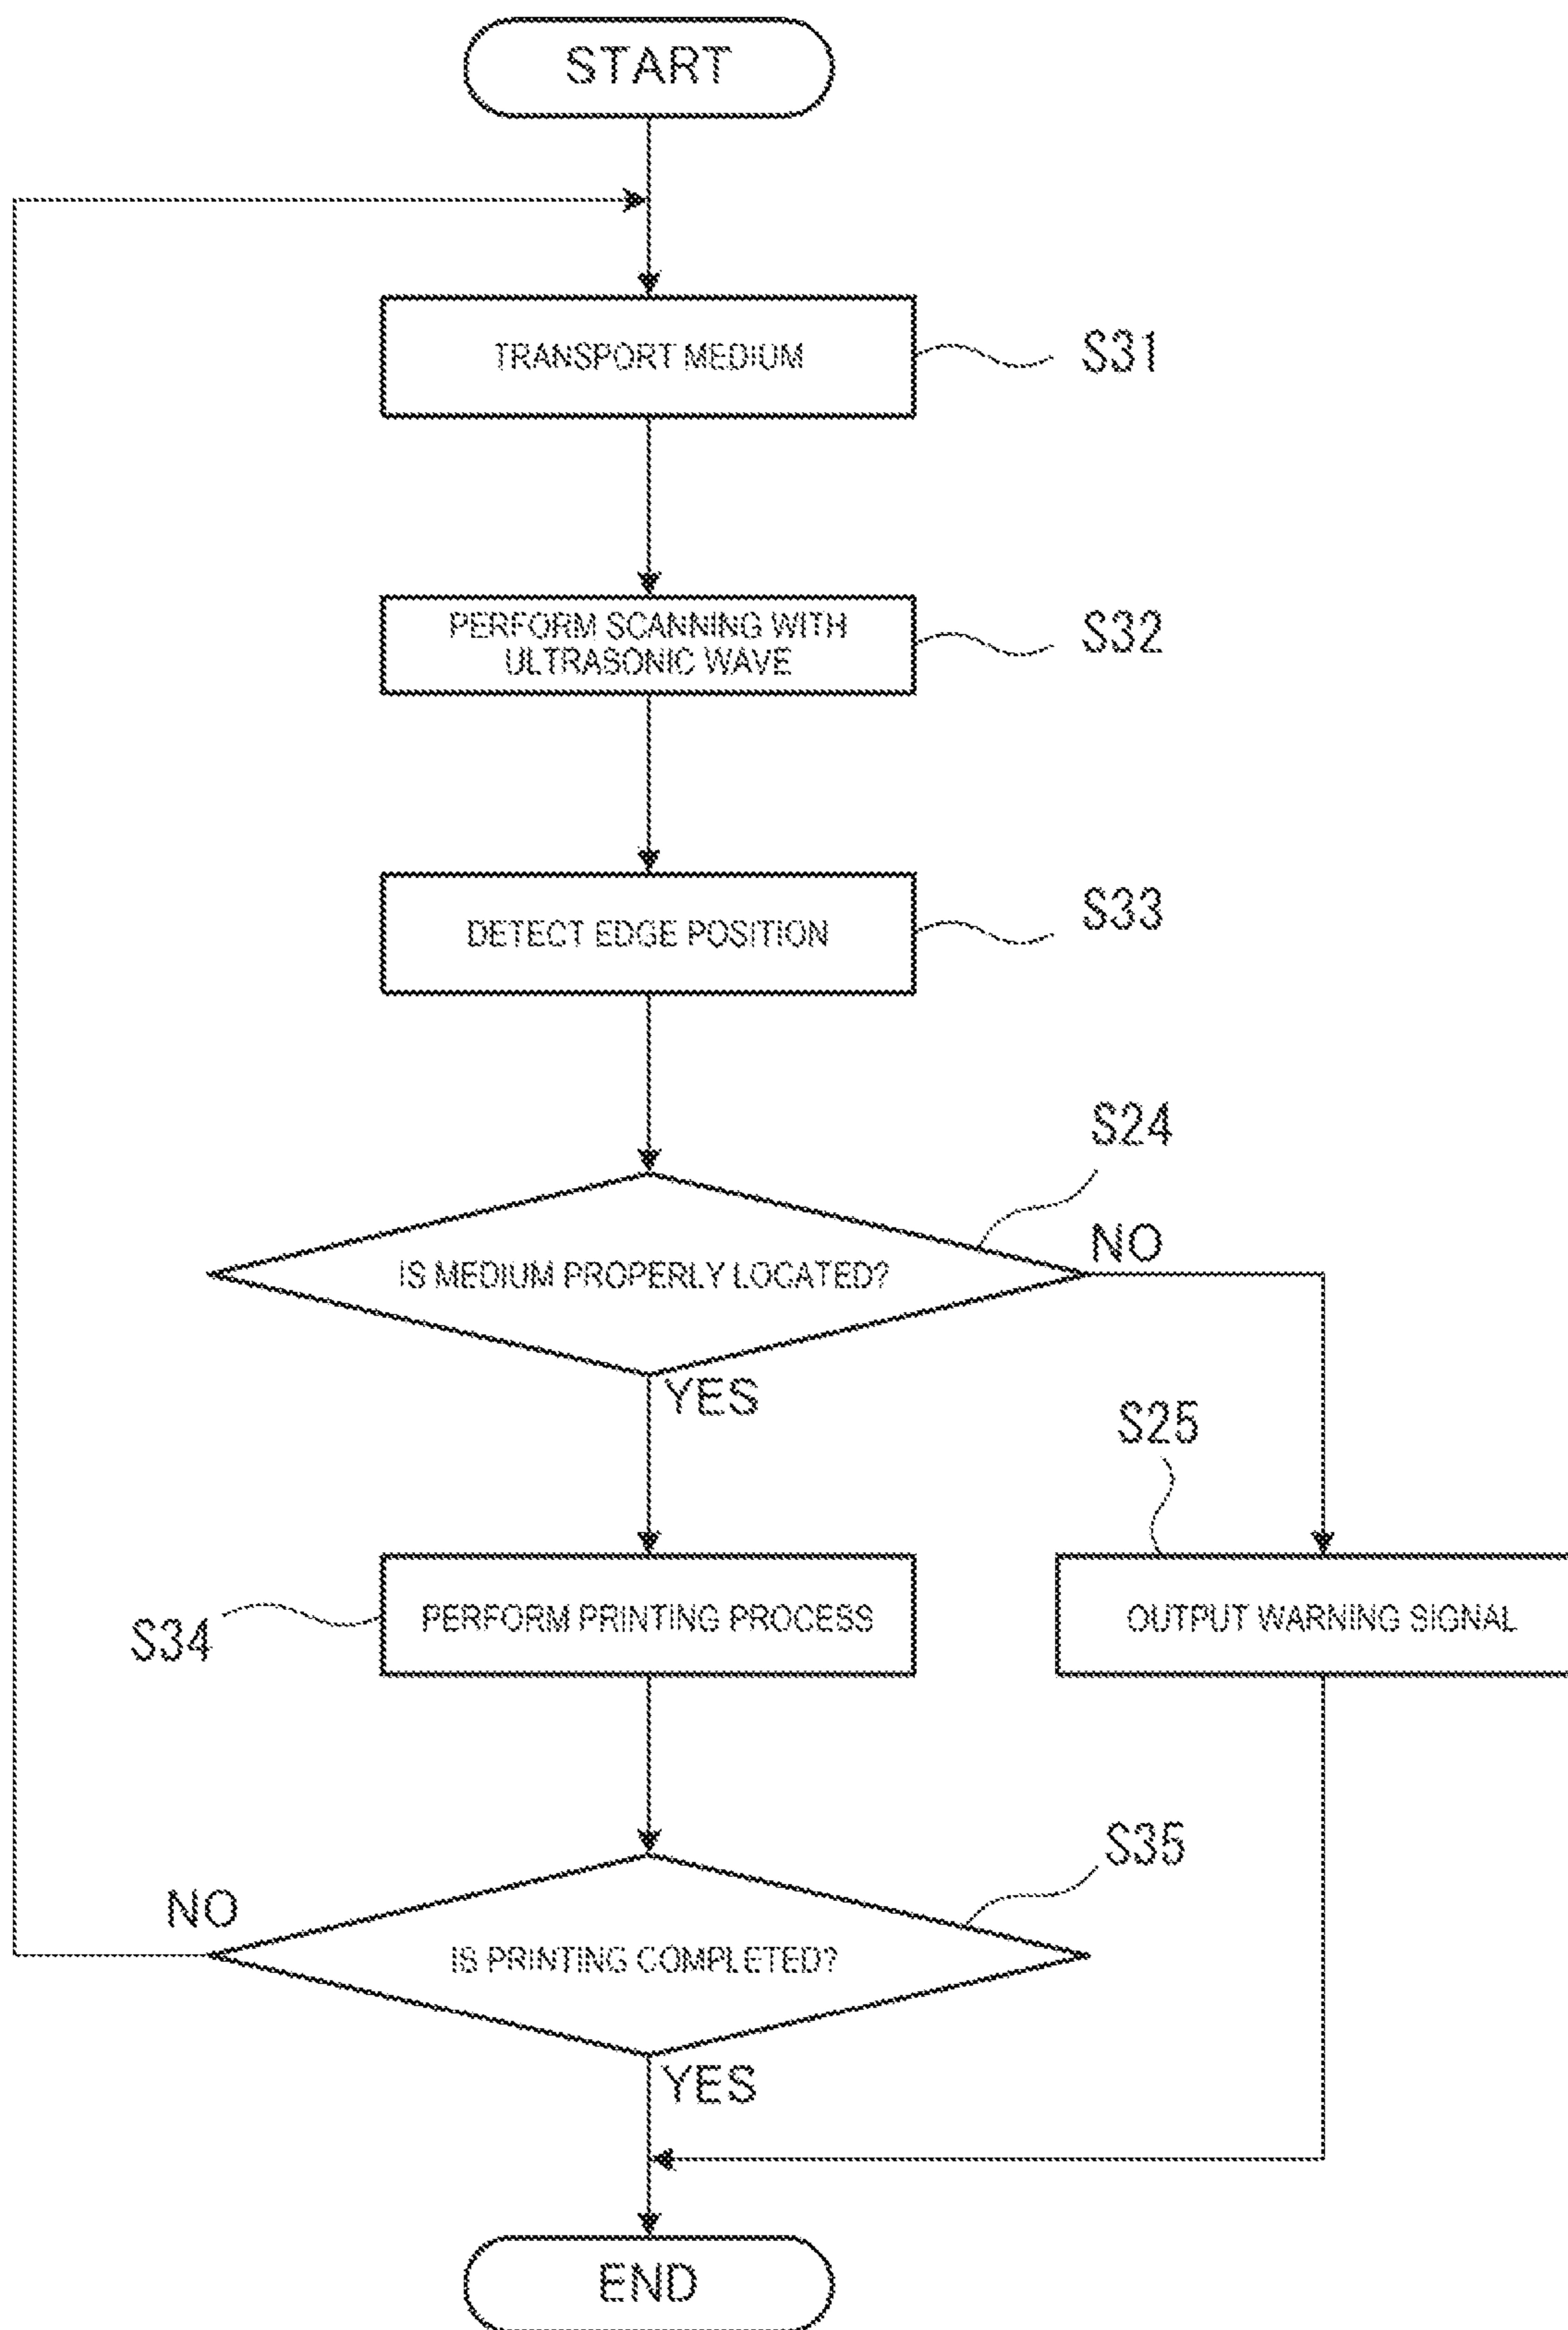 START
TRANSPORT MEDIUM
S31
PERFORM SCANNING WITH
ULTRASONIC WAVE
S32
DETECT EDGE POSITION
S33
S24
IS MEDIUM PROPERLY LOCATED?
NO
YES
S25
S34
PERFORM PRINTING PROCESS
OUTPUT WARNING SIGNAL
S35
NO
IS PRINTING COMPLETED?
YES
END